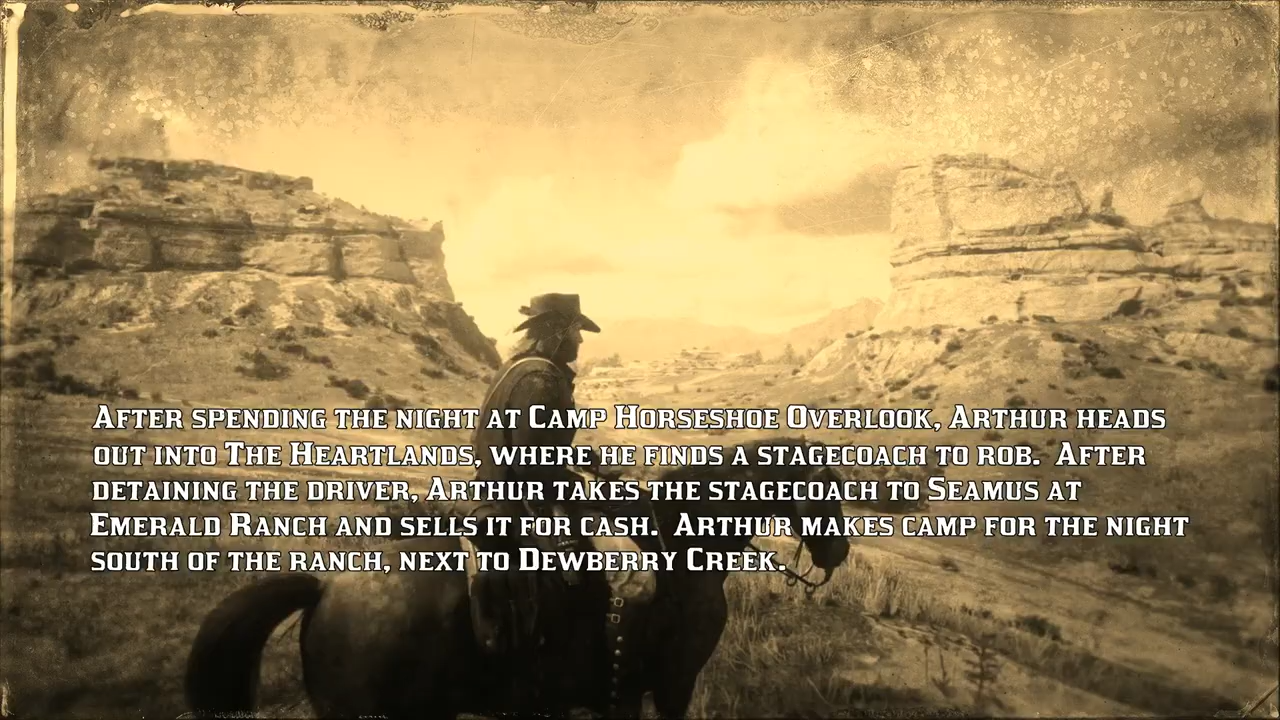 After spending the night at Camp Horseshoe Overlook, Arthur heads
out into The Heartlands, where he finds a stagecoach to rob.  After
detaining the driver, Arthur takes the stagecoach to Seamus at
Emerald Ranch and sells it for cash.  Arthur makes camp for the night
south of the ranch, next to Dewberry Creek.